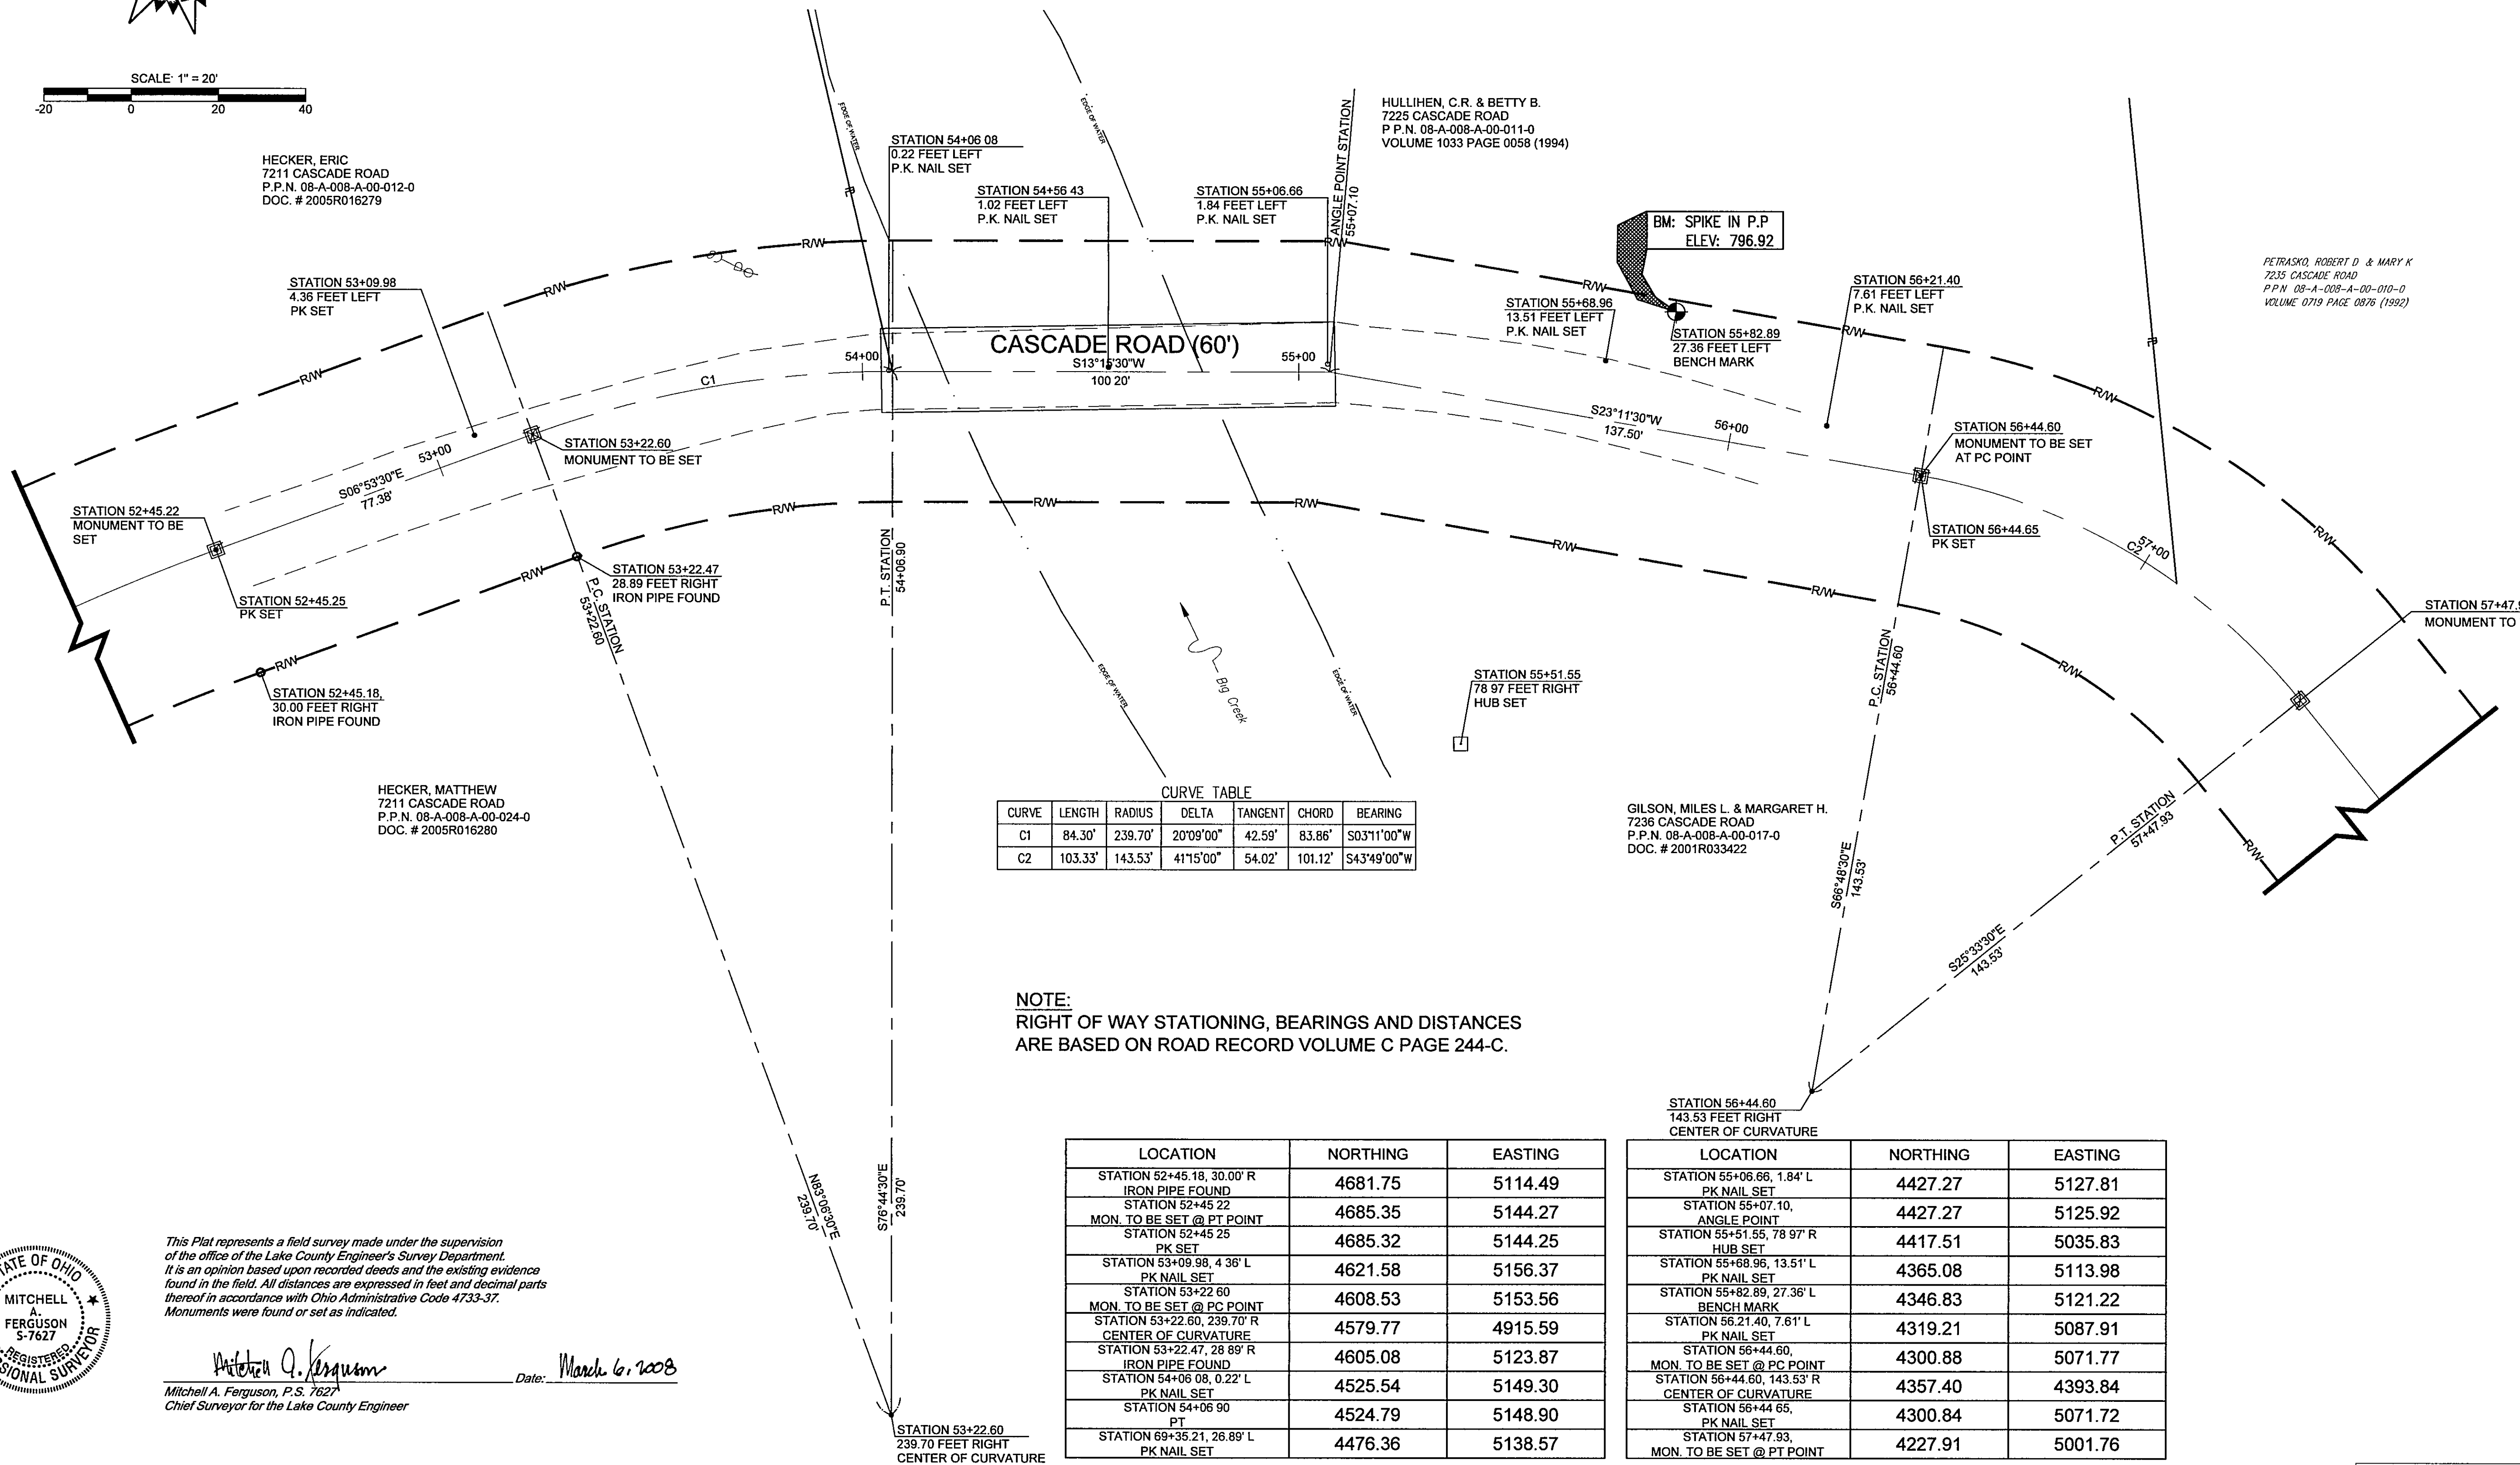 SCALE: 1" = 20'
-20 0 20 40
HECKER, ERIC
7211 CASCADE ROAD
P.P.N. 08-A-008-A-00-012-0
DOC. # 2005R016279
EDGE OF WATER
EDGE OF WATER
STATION 54+06 08
0.22 FEET LEFT
P.K. NAIL SET
STATION 54+56 43
1.02 FEET LEFT
P.K. NAIL SET
STATION 55+06.66
1.84 FEET LEFT
P.K. NAIL SET
ANGLE POINT STATION
55+07.10
HULLIHEN, C.R. & BETTY B.
7225 CASCADE ROAD
P P.N. 08-A-008-A-00-011-0
VOLUME 1033 PAGE 0058 (1994)
BM: SPIKE IN P.P
ELEV: 796.92
PETRASKO, ROBERT D & MARY K
7235 CASCADE ROAD
P P N 08-A-008-A-00-010-0
VOLUME 0719 PAGE 0876 (1992)
STATION 53+09.98
4.36 FEET LEFT
PK SET
R/W
R/W
R/W
R/W
R/W
R/W
R/W
PL
PL
STATION 55+68.96
13.51 FEET LEFT
P.K. NAIL SET
STATION 55+82.89
27.36 FEET LEFT
BENCH MARK
STATION 56+21.40
7.61 FEET LEFT
P.K. NAIL SET
CASCADE ROAD (60')
S13°15'30"W
100 20'
54+00
55+00
C1
53+00
S06°53'30"E
77.38'
STATION 53+22.60
MONUMENT TO BE SET
S23°11'30"W
137.50'
56+00
STATION 56+44.60
MONUMENT TO BE SET
AT PC POINT
STATION 56+44.65
PK SET
C2
57+00
R/W
STATION 52+45.22
MONUMENT TO BE
SET
STATION 52+45.25
PK SET
STATION 53+22.47
28.89 FEET RIGHT
IRON PIPE FOUND
STATION 52+45.18,
30.00 FEET RIGHT
IRON PIPE FOUND
R/W
R/W
R/W
R/W
R/W
R/W
R/W
R/W
R/W
P.C. STATION
53+22.60
P.T. STATION
54+06.90
EDGE OF WATER
EDGE OF WATER
Big Creek
STATION 55+51.55
78 97 FEET RIGHT
HUB SET
P.C. STATION
56+44.60
STATION 57+47.9
MONUMENT TO
P.T. STATION
57+47.93
HECKER, MATTHEW
7211 CASCADE ROAD
P.P.N. 08-A-008-A-00-024-0
DOC. # 2005R016280
CURVE TABLE
CURVE LENGTH RADIUS DELTA TANGENT CHORD BEARING
C1 84.30' 239.70' 20°09'00" 42.59' 83.86' S03°11'00"W
C2 103.33' 143.53' 41°15'00" 54.02' 101.12' S43°49'00"W
GILSON, MILES L. & MARGARET H.
7236 CASCADE ROAD
P.P.N. 08-A-008-A-00-017-0
DOC. # 2001R033422
S66°48'30"E
143.53'
S25°33'30"E
143.53'
NOTE:
RIGHT OF WAY STATIONING, BEARINGS AND DISTANCES
ARE BASED ON ROAD RECORD VOLUME C PAGE 244-C.
STATION 56+44.60
143.53 FEET RIGHT
CENTER OF CURVATURE
N83°06'30"E
239.70'
S76°44'30"E
239.70'
STATION 53+22.60
239.70 FEET RIGHT
CENTER OF CURVATURE
LOCATION NORTHING EASTING
STATION 52+45.18, 30.00' R
IRON PIPE FOUND 4681.75 5114.49
STATION 52+45 22
MON. TO BE SET @ PT POINT 4685.35 5144.27
STATION 52+45 25
PK SET 4685.32 5144.25
STATION 53+09.98, 4 36' L
PK NAIL SET 4621.58 5156.37
STATION 53+22 60
MON. TO BE SET @ PC POINT 4608.53 5153.56
STATION 53+22.60, 239.70' R
CENTER OF CURVATURE 4579.77 4915.59
STATION 53+22.47, 28 89' R
IRON PIPE FOUND 4605.08 5123.87
STATION 54+06 08, 0.22' L
PK NAIL SET 4525.54 5149.30
STATION 54+06 90
PT 4524.79 5148.90
STATION 69+35.21, 26.89' L
PK NAIL SET 4476.36 5138.57
LOCATION NORTHING EASTING
STATION 55+06.66, 1.84' L
PK NAIL SET 4427.27 5127.81
STATION 55+07.10,
ANGLE POINT 4427.27 5125.92
STATION 55+51.55, 78 97' R
HUB SET 4417.51 5035.83
STATION 55+68.96, 13.51' L
PK NAIL SET 4365.08 5113.98
STATION 55+82.89, 27.36' L
BENCH MARK 4346.83 5121.22
STATION 56.21.40, 7.61' L
PK NAIL SET 4319.21 5087.91
STATION 56+44.60,
MON. TO BE SET @ PC POINT 4300.88 5071.77
STATION 56+44.60, 143.53' R
CENTER OF CURVATURE 4357.40 4393.84
STATION 56+44 65,
PK NAIL SET 4300.84 5071.72
STATION 57+47.93,
MON. TO BE SET @ PT POINT 4227.91 5001.76
This Plat represents a field survey made under the supervision
of the office of the Lake County Engineer's Survey Department.
It is an opinion based upon recorded deeds and the existing evidence
found in the field. All distances are expressed in feet and decimal parts
thereof in accordance with Ohio Administrative Code 4733-37.
Monuments were found or set as indicated.
Mitchell A. Ferguson
Date: March 6, 2008
Mitchell A. Ferguson, P.S. 7627
Chief Surveyor for the Lake County Engineer
STATE OF OHIO
MITCHELL
A.
FERGUSON
S-7627
REGISTERED
SIONAL SURVEYOR